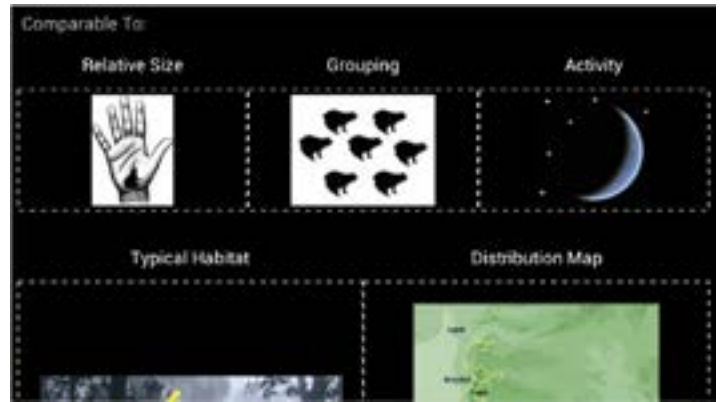 Comparable To:
Relative Size
Grouping
Activity
Typical Habitat
Distribution Map